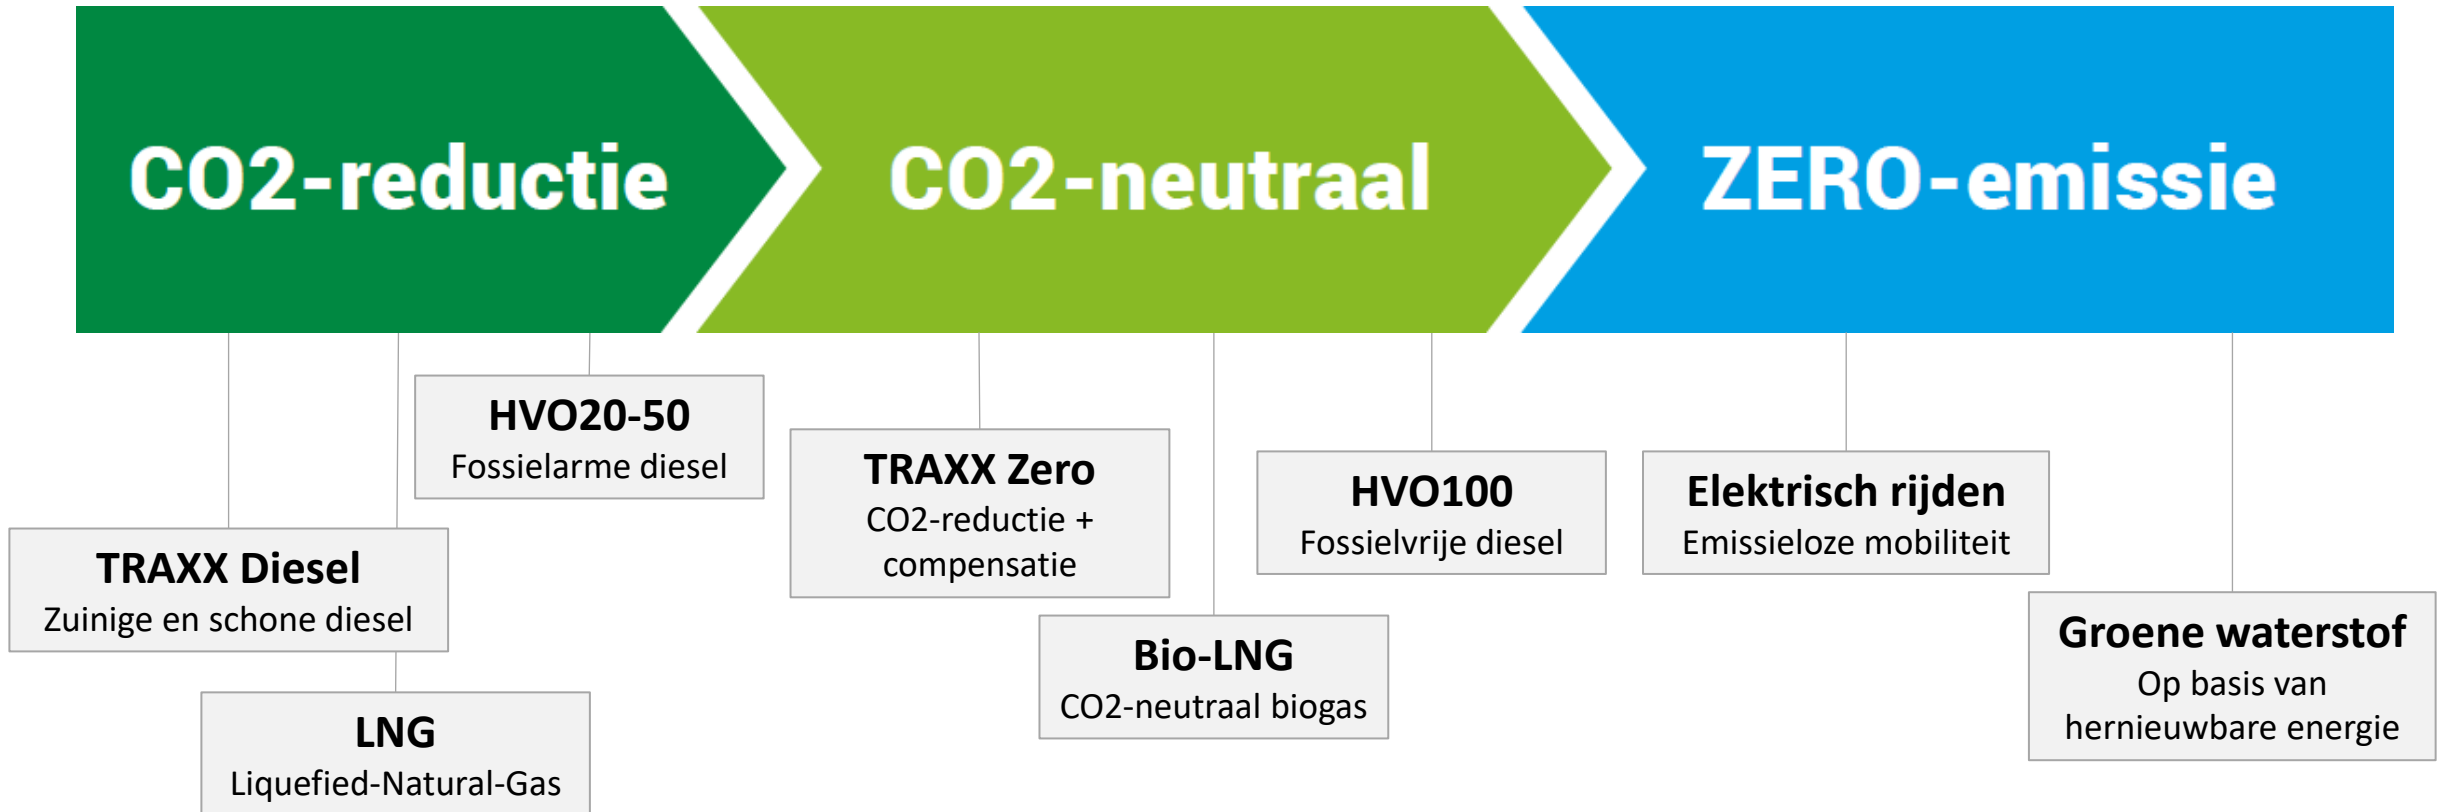 CO2-reductie
CO2-neutraal
ZERO-emissie
HVO20-50
Fossielarme diesel
TRAXX Diesel
Zuinige en schone diesel
LNG
Liquefied-Natural-Gas
TRAXX Zero
CO2-reductie +
compensatie
Bio-LNG
CO2-neutraal biogas
HVO100
Fossielvrije diesel
Elektrisch rijden
Emissieloze mobiliteit
Groene waterstof
Op basis van
hernieuwbare energie